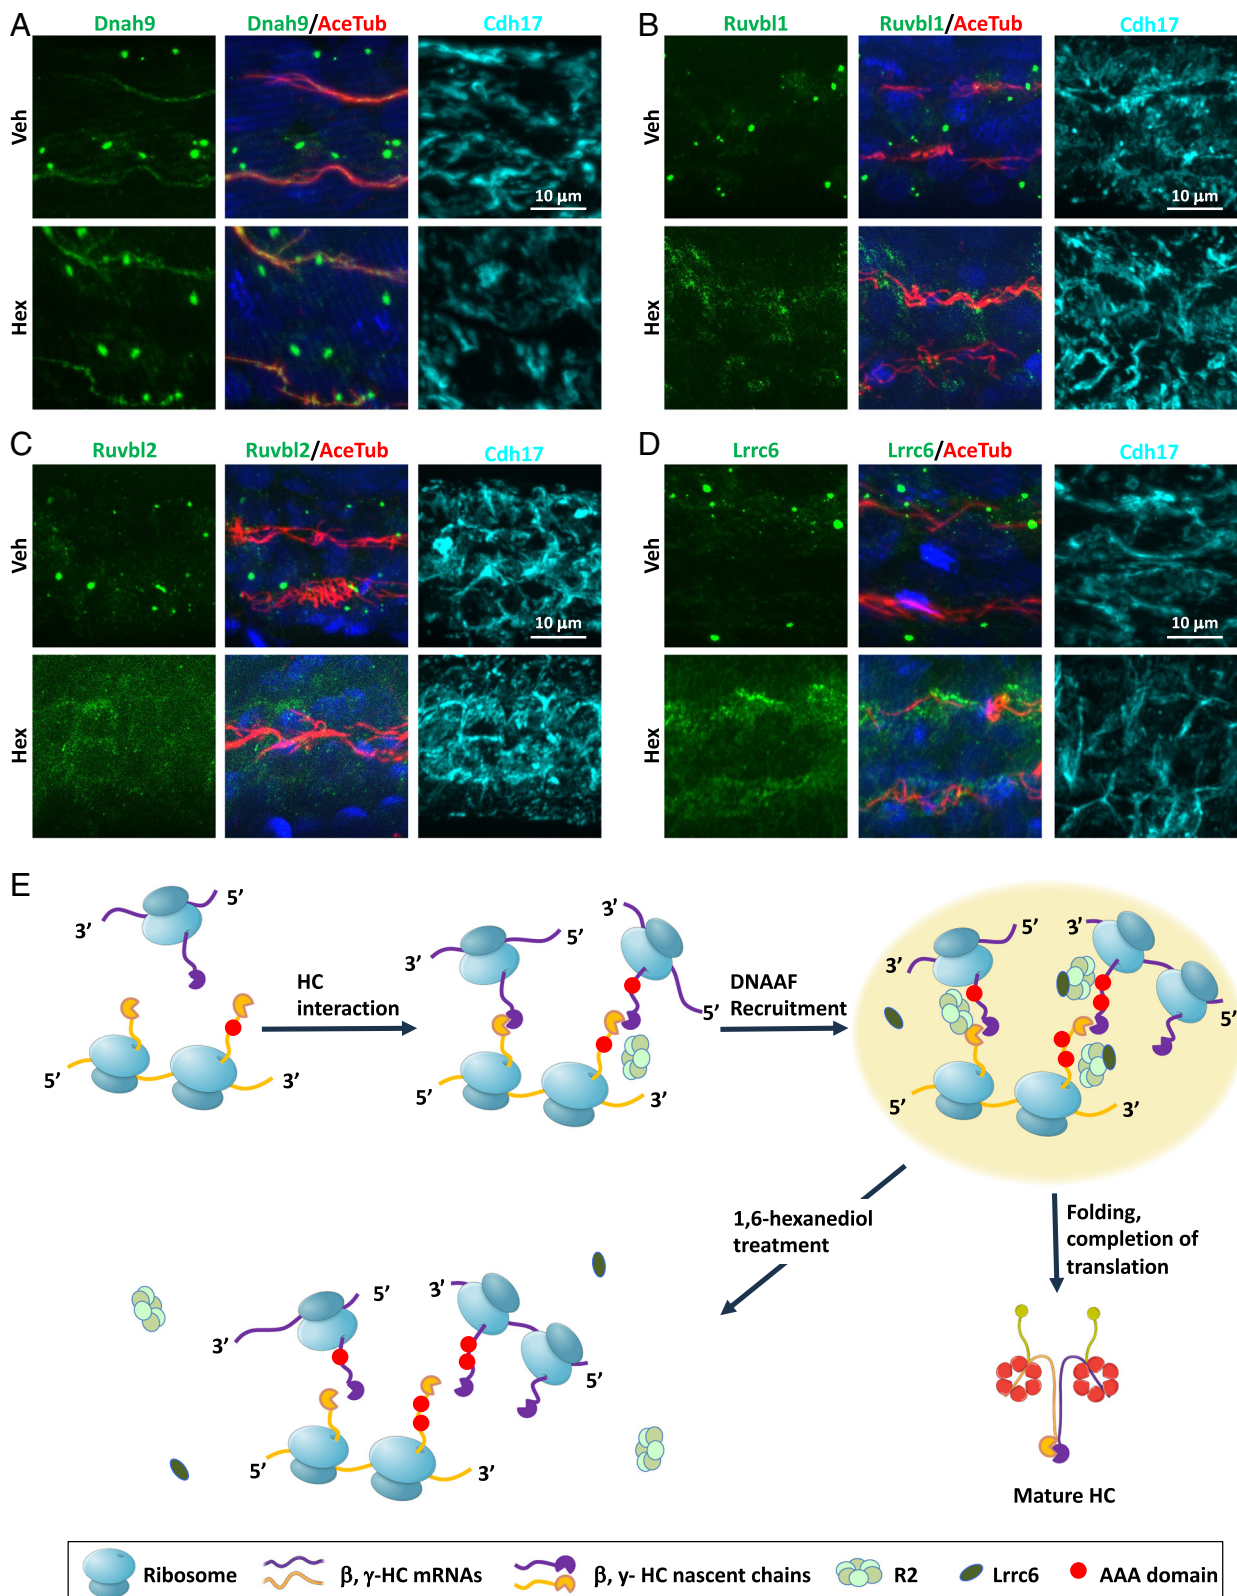 A
Dnah9
Dnah9/AceTub
Cdh17
Veh
10 μm
Hex
B
Ruvbl1
Ruvbl1/AceTub
Cdh17
Veh
10 μm
Hex
C
Ruvbl2
Ruvbl2/AceTub
Cdh17
Veh
10 μm
Hex
D
Lrrc6
Lrrc6/AceTub
Cdh17
Veh
10 μm
Hex
E
5’
3’
5’
3’
HC
interaction
3’
5’
3’
5’
5’
3’
DNAAF
Recruitment
3’
5’
3’
5’
5’
3’
1,6-hexanediol
treatment
Folding,
completion of
translation
5’
3’
3’
5’
5’
3’
Mature HC
Ribosome
β, γ-HC mRNAs
β, γ- HC nascent chains
R2
Lrrc6
AAA domain